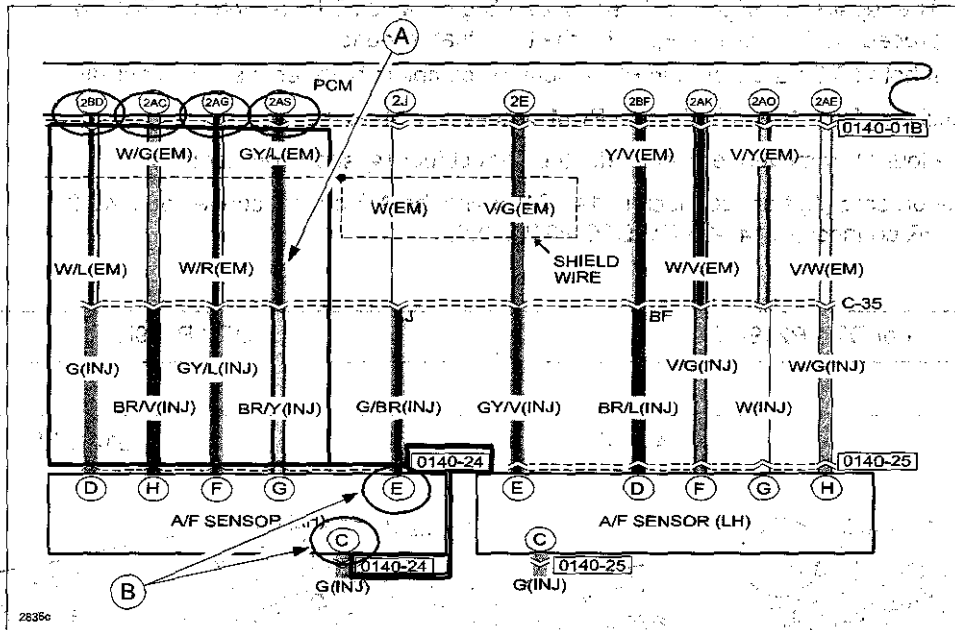 A
PCM
2BD 2AC 2AG 2AS 2J 2E 2BF 2AK 2AO 2AE
0140-01B
W/G(EM) GY/L(EM) Y/V(EM) V/Y(EM)
W(EM) V/G(EM)
SHIELD
WIRE
W/L(EM) W/R(EM) W/V(EM) V/W(EM)
C-35
J BF
G(INJ) GY/L(INJ) V/G(INJ) W/G(INJ)
BR/V(INJ) BR/Y(INJ) G/BR(INJ) GY/V(INJ) BR/L(INJ) W(INJ)
0140-24 0140-25
D H F G E E D F G H
A/F SENSOR A/F SENSOR (LH)
C C
0140-24 0140-25
G(INJ) G(INJ)
B
2835c